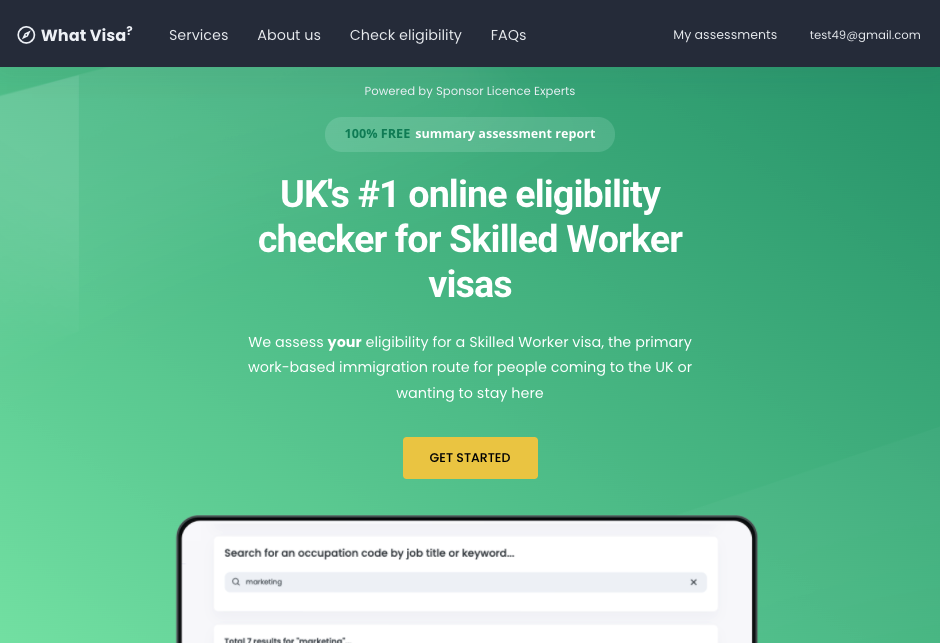 What Visa?
Services
About us
Check eligibility
FAQs
My assessments
test49@gmail.com
Powered by Sponsor Licence Experts
100% FREE summary assessment report
UK's #1 online eligibility
checker for Skilled Worker
visas
We assess your eligibility for a Skilled Worker visa, the primary
work-based immigration route for people coming to the UK or
wanting to stay here
GET STARTED
Search for an occupation code by job title or keyword...
marketing
Total 7 results for "marketing"...